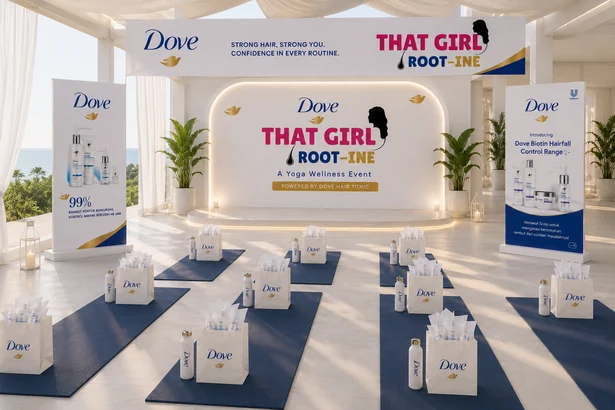 Dove
STRONG HAIR, STRONG YOU.
CONFIDENCE IN EVERY ROUTINE.
THAT GIRL
ROOT-INE
Dove
99%
Dove
THAT GIRL
ROOT-INE
A Yoga Wellness Event
POWERED BY DOVE HAIR TONIC
Dove
Introducing
Dove Biotin Hairfall
Control Range
Dove
Dove
Dove
Dove
Dove
Dove
Dove
Dove
Dove